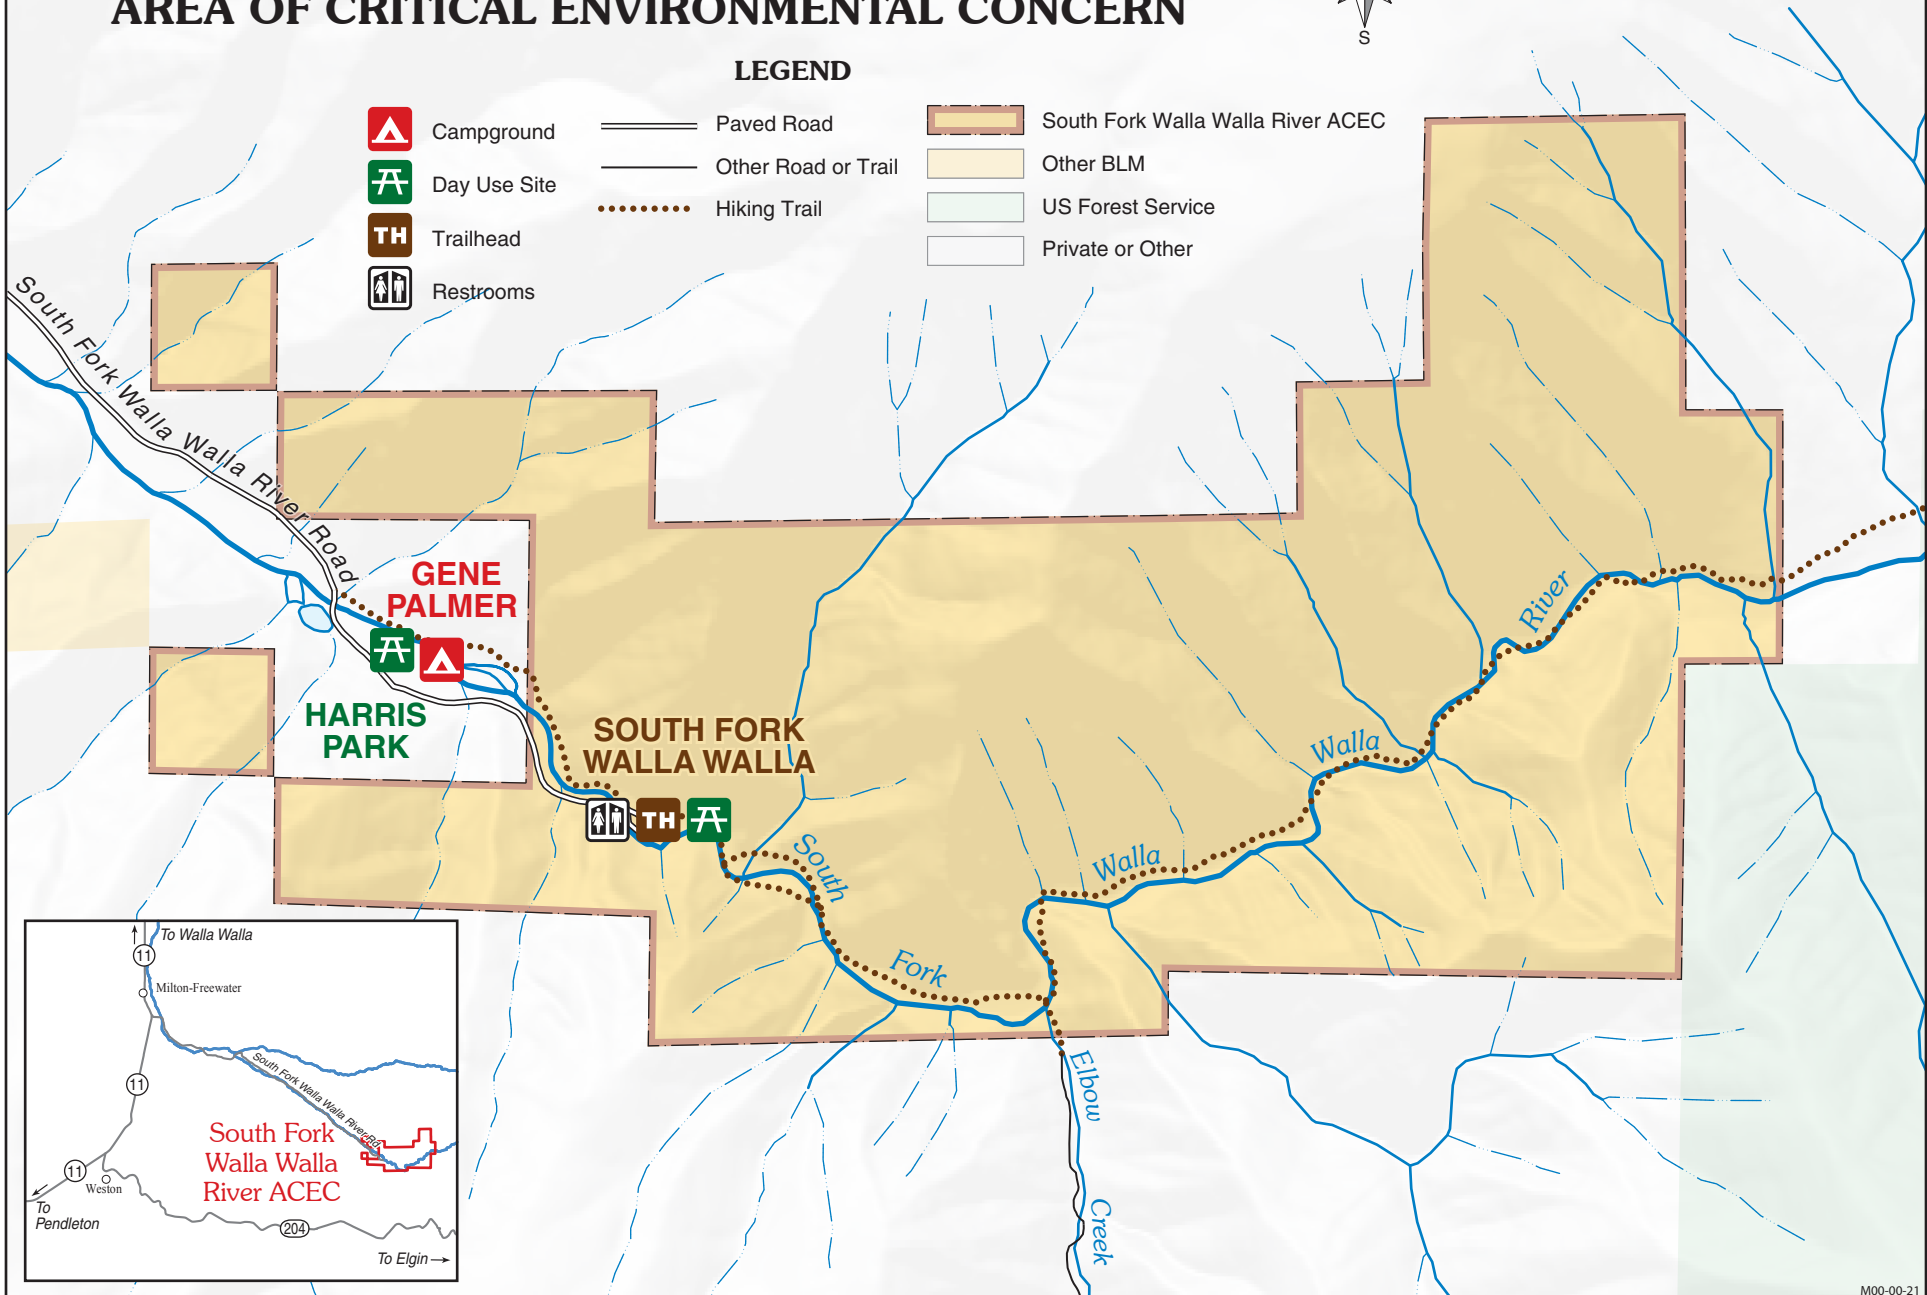 AREA OF CRITICAL ENVIRONMENTAL CONCERN
S
LEGEND
Campground
Day Use Site
TH
Trailhead
Restrooms
Paved Road
Other Road or Trail
Hiking Trail
South Fork Walla Walla River ACEC
Other BLM
US Forest Service
Private or Other
South Fork Walla Walla River Road
GENE
PALMER
HARRIS
PARK
SOUTH FORK
WALLA WALLA
TH
South
Fork
Walla
Walla
River
Elbow
Creek
To Walla Walla
11
Milton-Freewater
South Fork Walla Walla River Rd
11
South Fork
Walla Walla
River ACEC
11
Weston
To
Pendleton
204
To Elgin
M00-00-21